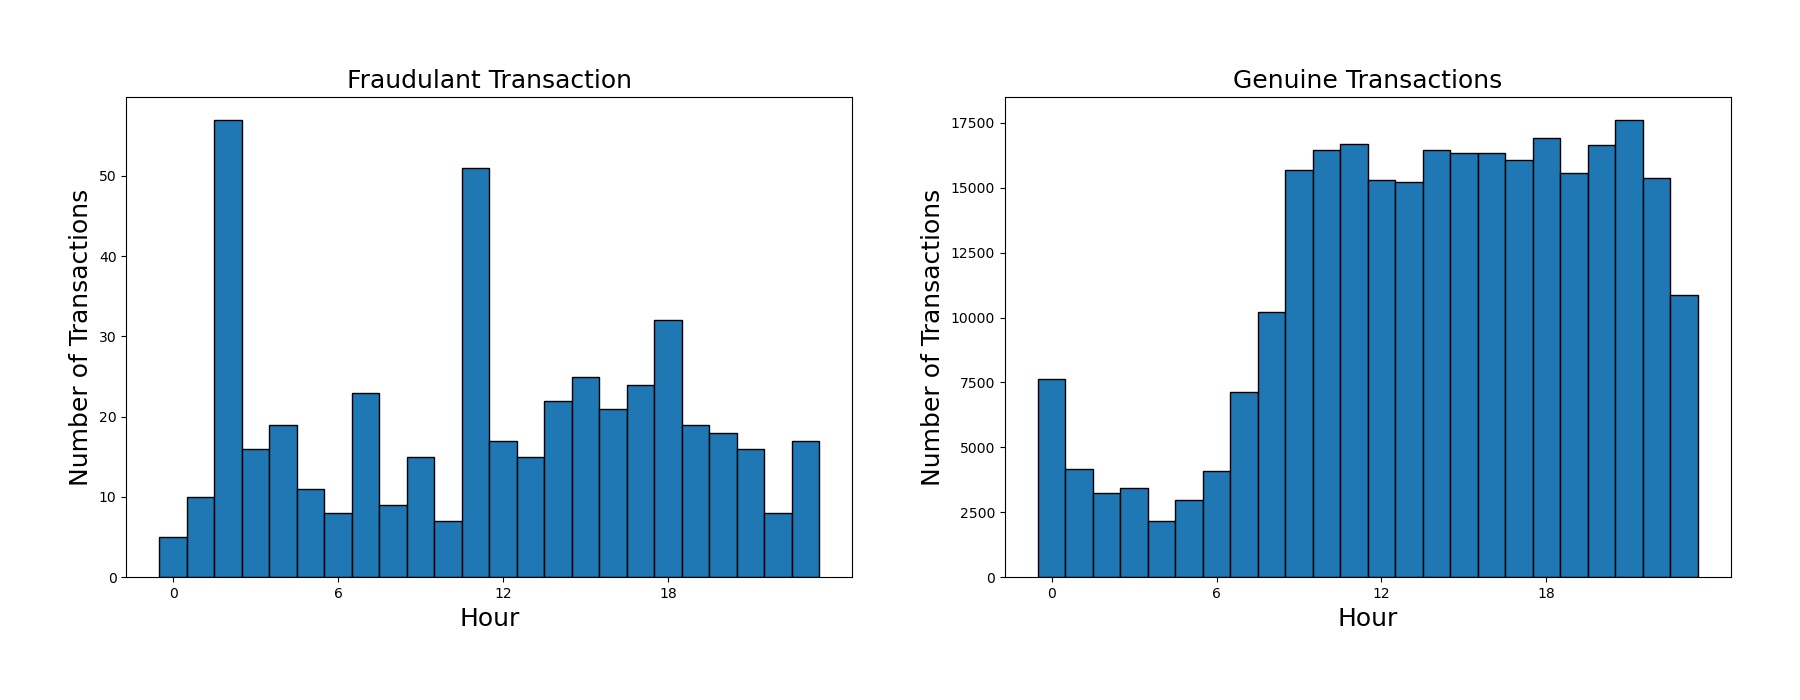 Fraudulant Transaction
Number of Transactions
50
40
30
20
10
0
0 6 12 18
Hour
Genuine Transactions
Number of Transactions
17500
15000
12500
10000
7500
5000
2500
0
0 6 12 18
Hour